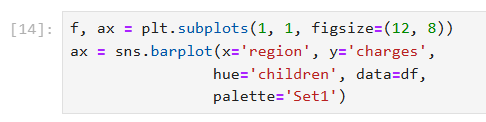 [14]: f, ax = plt.subplots(1, 1, figsize=(12, 8))
ax = sns.barplot(x='region', y='charges',
hue='children', data=df,
palette='Set1')